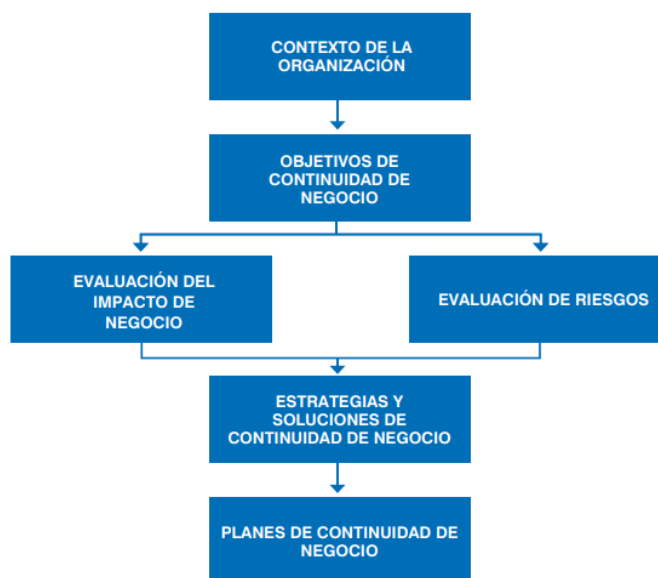 CONTEXTO DE LA
ORGANIZACIÓN
OBJETIVOS DE
CONTINUIDAD DE
NEGOCIO
EVALUACIÓN DEL
IMPACTO DE
NEGOCIO
EVALUACIÓN DE RIESGOS
ESTRATEGIAS Y
SOLUCIONES DE
CONTINUIDAD DE NEGOCIO
PLANES DE CONTINUIDAD DE
NEGOCIO